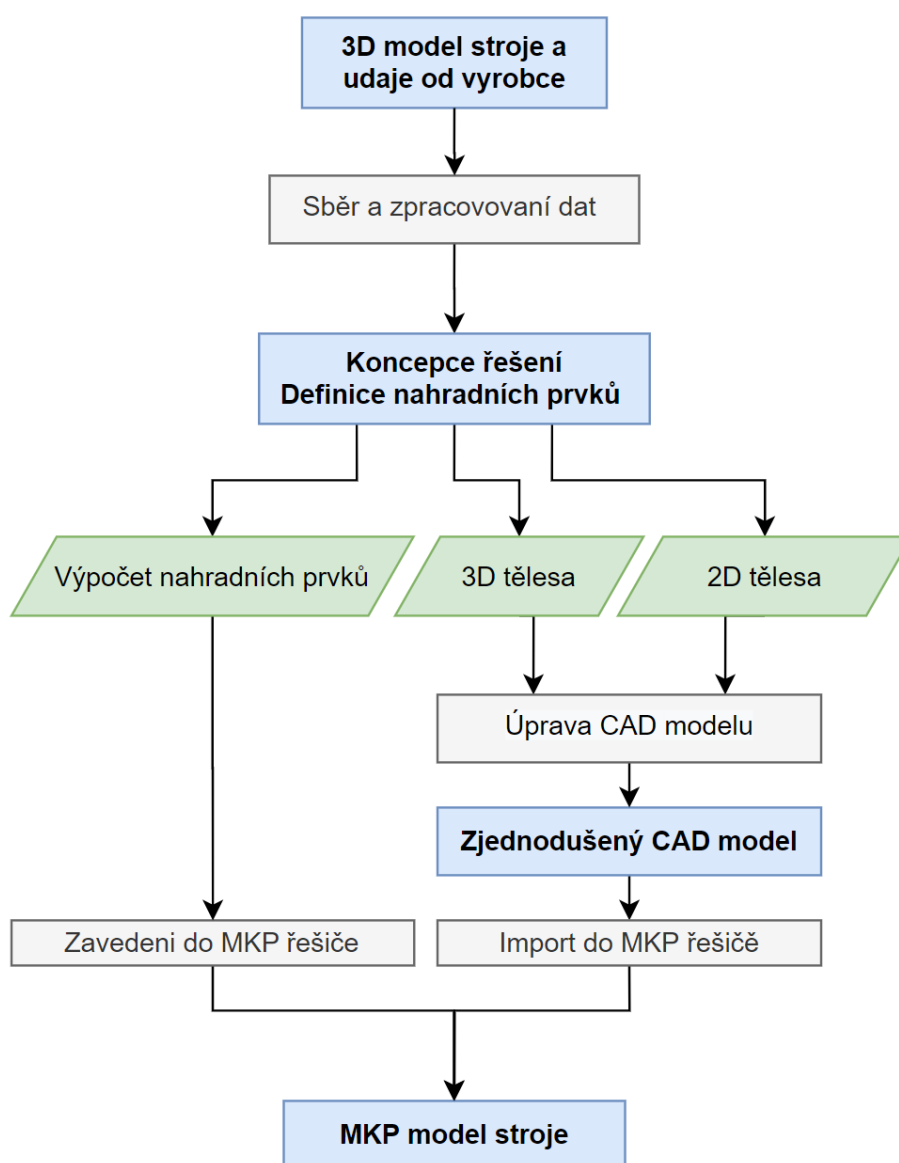 3D model stroje a
udaje od vyrobce
Sběr a zpracovovaní dat
Koncepce řešení
Definice nahradních prvků
Výpočet nahradních prvků
3D tělesa
2D tělesa
Úprava CAD modelu
Zjednodušený CAD model
Zavedeni do MKP řešiče
Import do MKP řešičě
MKP model stroje